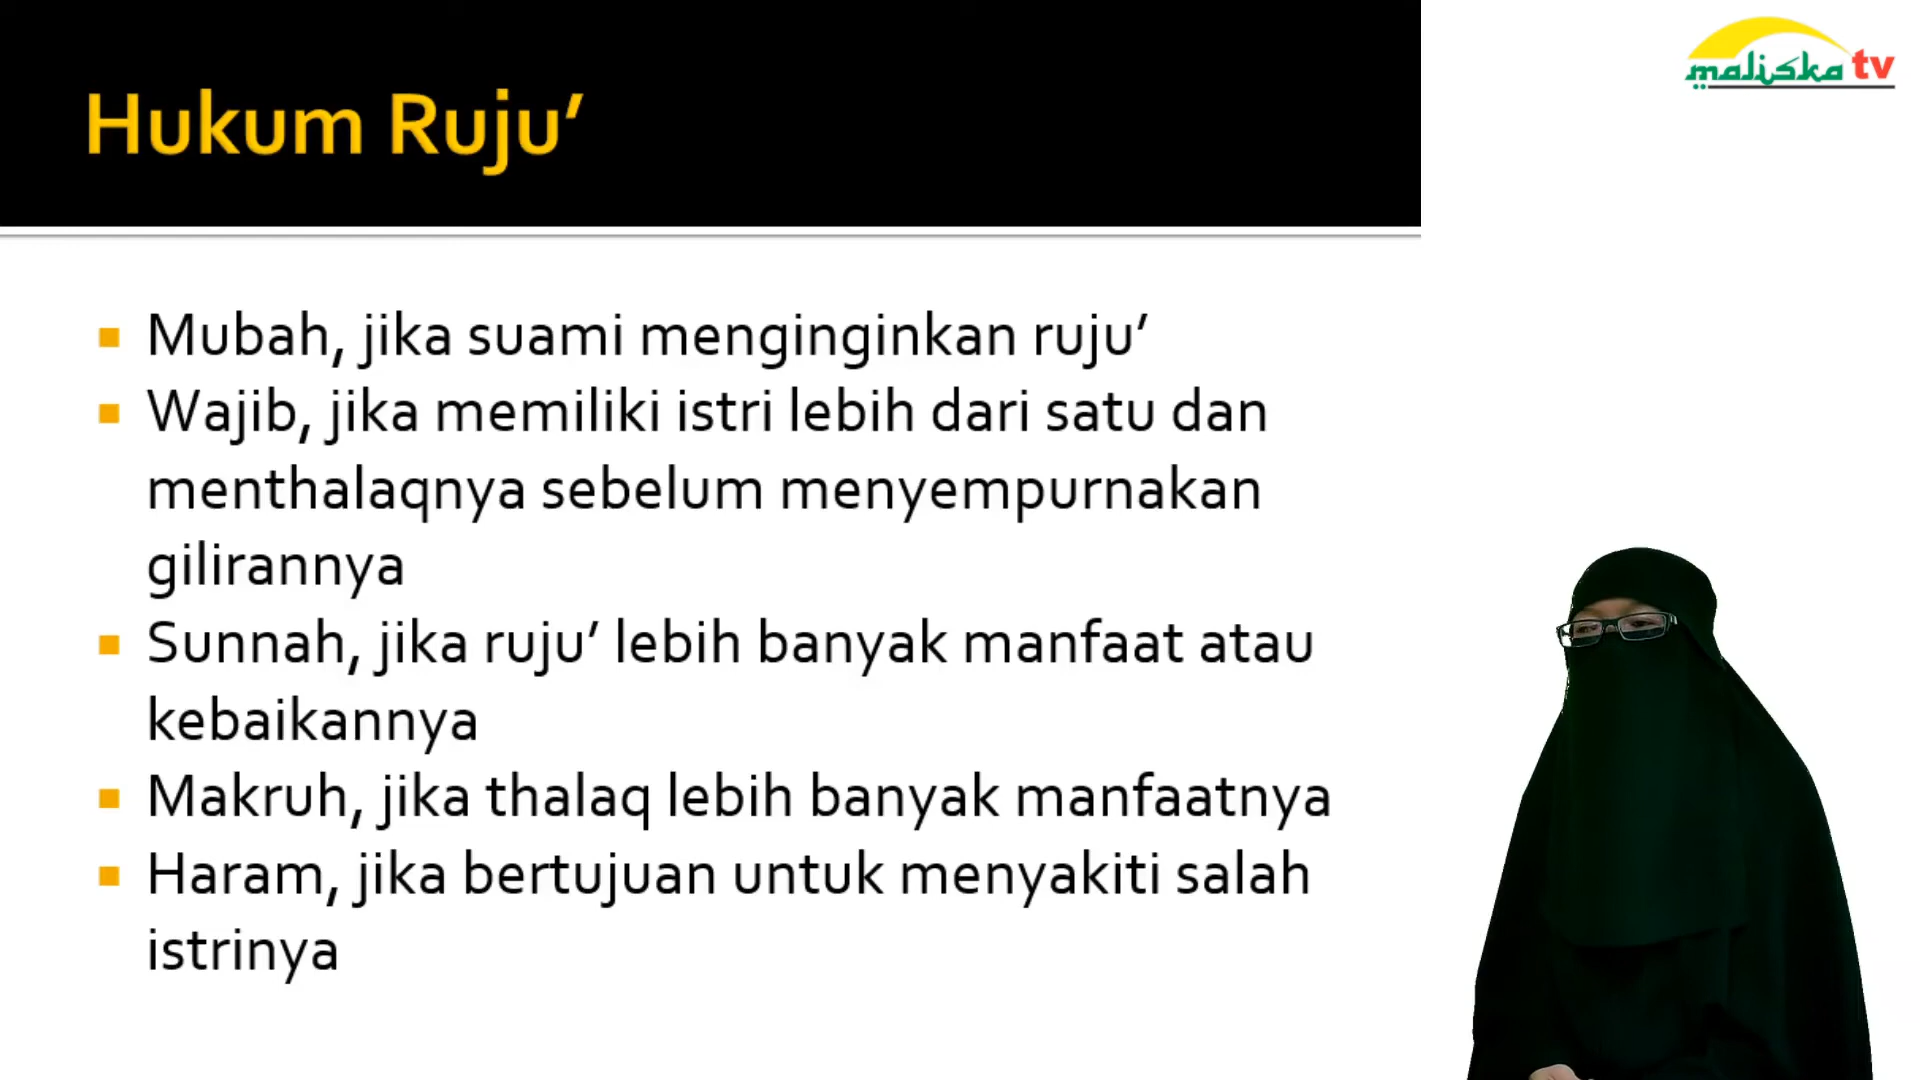 Hukum Ruju’
maliska tv
Mubah, jika suami menginginkan ruju’
Wajib, jika memiliki istri lebih dari satu dan
menthalaqnya sebelum menyempurnakan
gilirannya
Sunnah, jika ruju’ lebih banyak manfaat atau
kebaikannya
Makruh, jika thalaq lebih banyak manfaatnya
Haram, jika bertujuan untuk menyakiti salah
istrinya